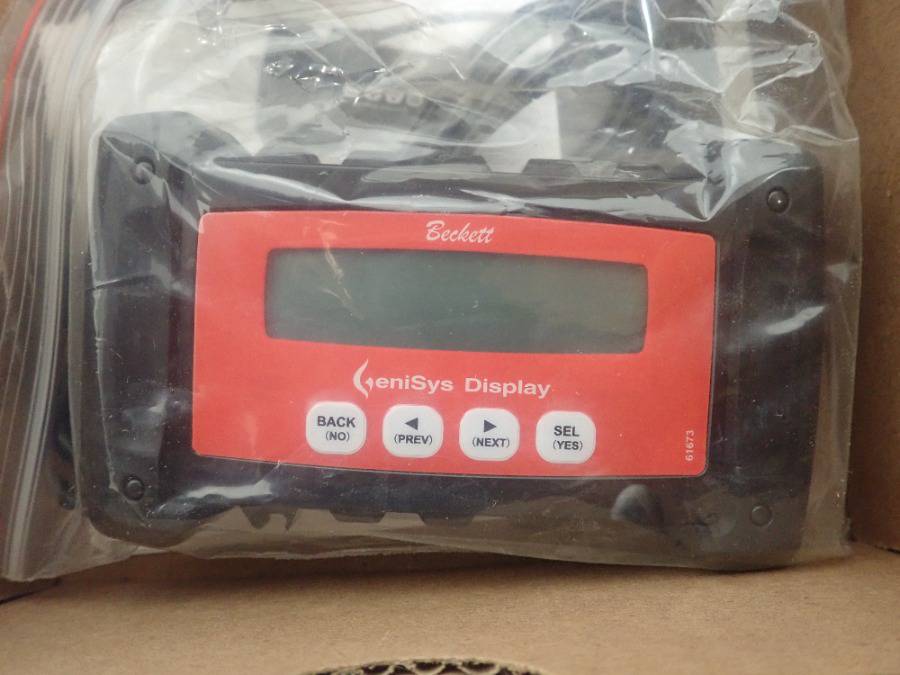 Beckett
GeniSys Display
BACK
(NO)
◀
(PREV)
▶
(NEXT)
SEL
(YES)
61673